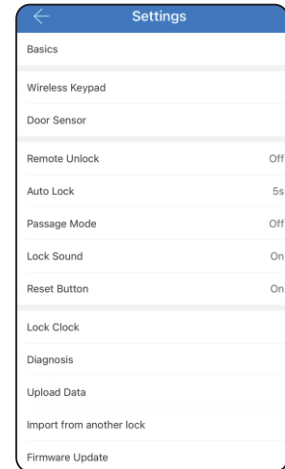 Settings
Basics
Wireless Keypad
Door Sensor
Remote Unlock Off
Auto Lock 5s
Passage Mode Off
Lock Sound On
Reset Button On
Lock Clock
Diagnosis
Upload Data
Import from another lock
Firmware Update